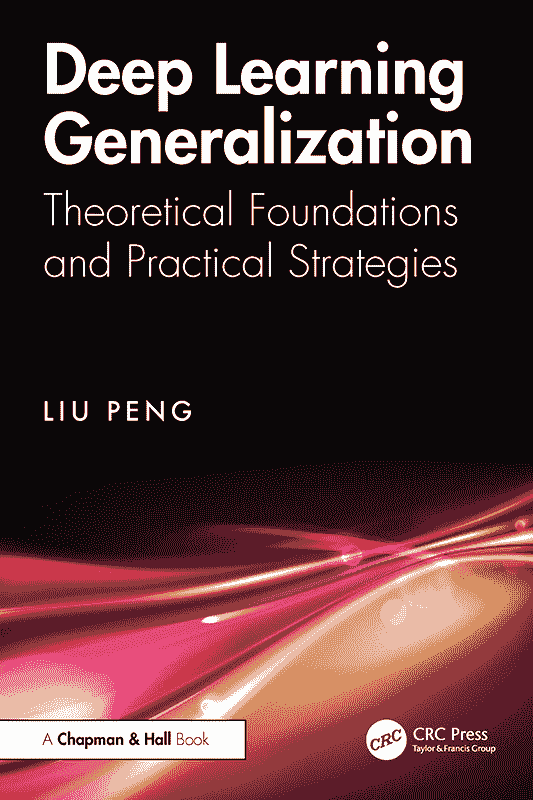 Deep Learning
Generalization
Theoretical Foundations
and Practical Strategies
LIU PENG
A Chapman & Hall Book
CRC
CRC Press
Taylor & Francis Group